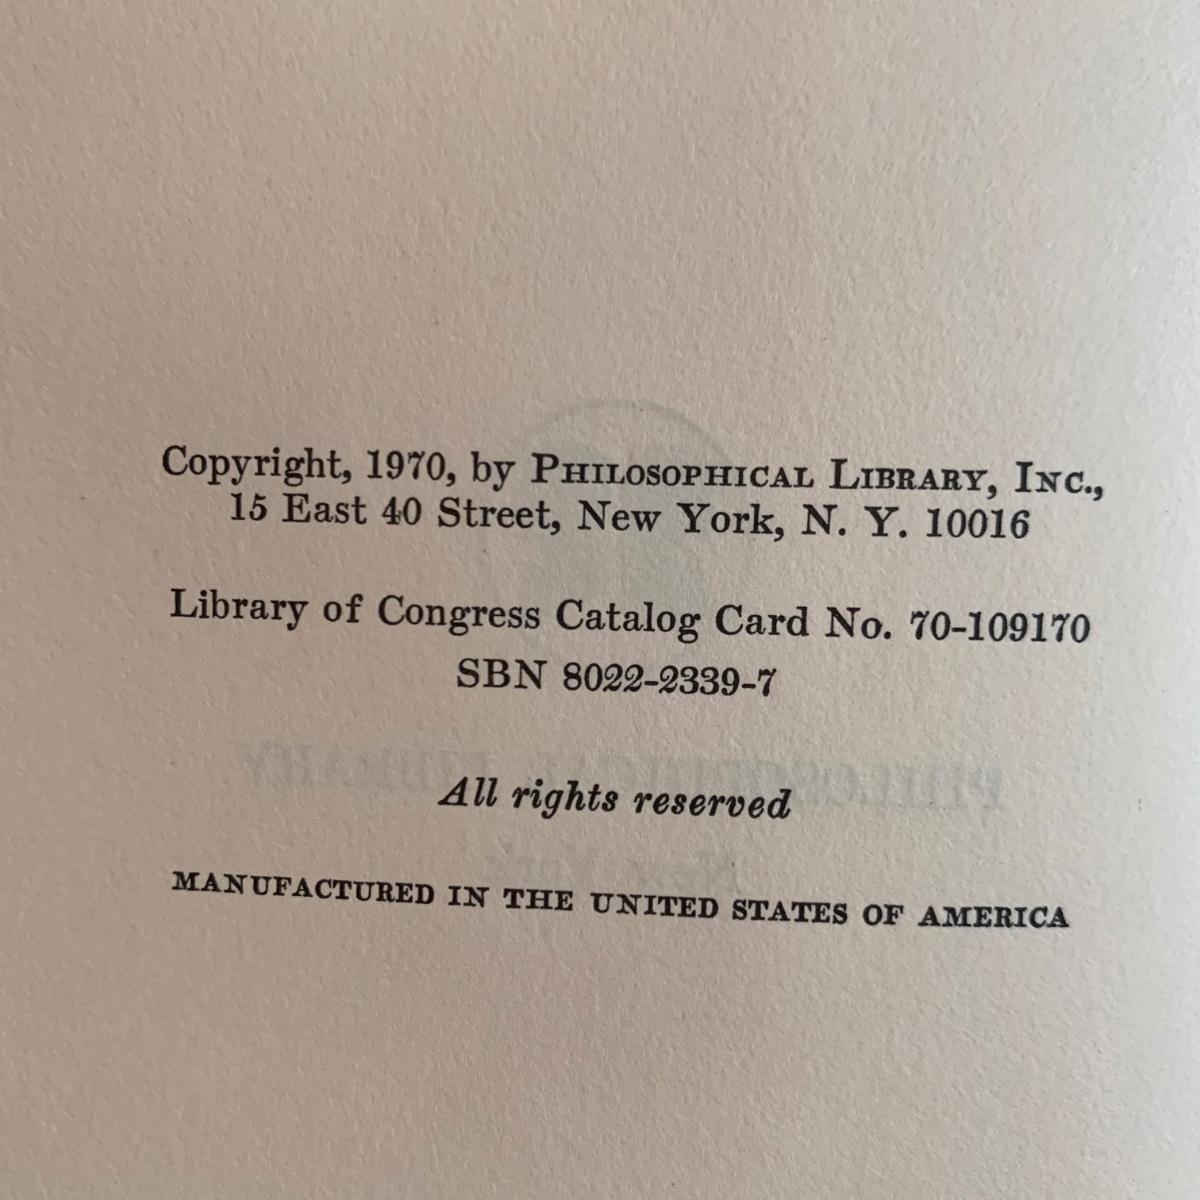 Copyright, 1970, by PHILOSOPHICAL LIBRARY, INC.,
15 East 40 Street, New York, N. Y. 10016
Library of Congress Catalog Card No. 70-109170
SBN 8022-2339-7
All rights reserved
MANUFACTURED IN THE UNITED STATES OF AMERICA